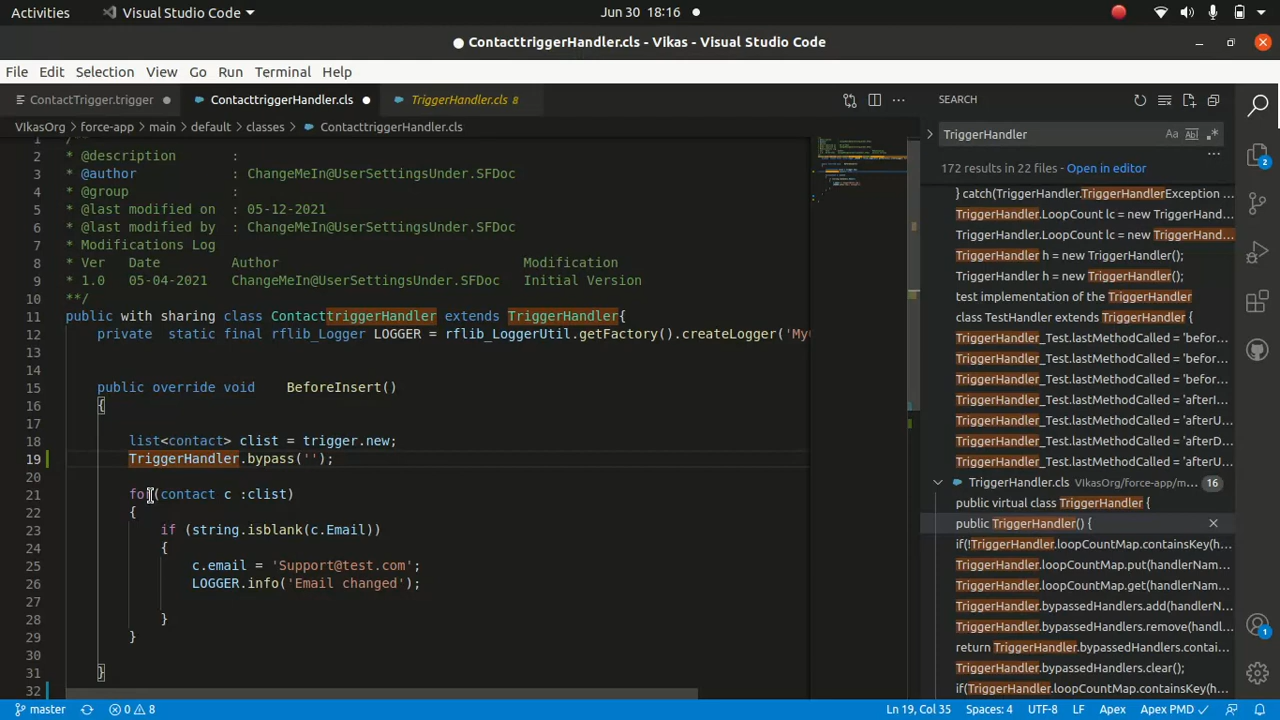 Activities
Visual Studio Code
Jun 30 18:16
ContacttriggerHandler.cls - Vikas - Visual Studio Code
File Edit Selection View Go Run Terminal Help
ContactTrigger.trigger
ContacttriggerHandler.cls
TriggerHandler.cls 8
SEARCH
VIkasOrg > force-app > main > default > classes > ContacttriggerHandler.cls
TriggerHandler
Aa
172 results in 22 files - Open in editor
2 * @description :
3 * @author : ChangeMeIn@UserSettingsUnder.SFDoc
4 * @group :
5 * @last modified on : 05-12-2021
6 * @last modified by : ChangeMeIn@UserSettingsUnder.SFDoc
7 * Modifications Log
8 * Ver Date Author Modification
9 * 1.0 05-04-2021 ChangeMeIn@UserSettingsUnder.SFDoc Initial Version
10 **/
11 public with sharing class ContacttriggerHandler extends TriggerHandler{
12 private static final rflib_Logger LOGGER = rflib_LoggerUtil.getFactory().createLogger('My
13
14
15 public override void BeforeInsert()
16 {
17
18 list<contact> clist = trigger.new;
19 TriggerHandler.bypass('');
20
21 for(contact c :clist)
22 {
23 if (string.isblank(c.Email))
24 {
25 c.email = 'Support@test.com';
26 LOGGER.info('Email changed');
27
28 }
29 }
30
31 }
32
} catch(TriggerHandler.TriggerHandlerException
TriggerHandler.LoopCount lc = new TriggerHand...
TriggerHandler.LoopCount lc = new TriggerHand...
TriggerHandler h = new TriggerHandler();
TriggerHandler h = new TriggerHandler();
test implementation of the TriggerHandler
class TestHandler extends TriggerHandler {
TriggerHandler_Test.lastMethodCalled = 'befor...
TriggerHandler_Test.lastMethodCalled = 'befor...
TriggerHandler_Test.lastMethodCalled = 'befor...
TriggerHandler_Test.lastMethodCalled = 'afterI...
TriggerHandler_Test.lastMethodCalled = 'afterU...
TriggerHandler_Test.lastMethodCalled = 'afterD...
TriggerHandler_Test.lastMethodCalled = 'afterU...
TriggerHandler.cls VIkasOrg/force-app/m... 16
public virtual class TriggerHandler {
public TriggerHandler() {
if(!TriggerHandler.loopCountMap.containsKey(h...
TriggerHandler.loopCountMap.put(handlerNam...
TriggerHandler.loopCountMap.get(handlerNam...
TriggerHandler.bypassedHandlers.add(handlerN...
TriggerHandler.bypassedHandlers.remove(handl...
return TriggerHandler.bypassedHandlers.contai...
TriggerHandler.bypassedHandlers.clear();
if(TriggerHandler.loopCountMap.containsKey(h...
2
1
master
0 8
Ln 19, Col 35
Spaces: 4
UTF-8
LF
Apex
Apex PMD